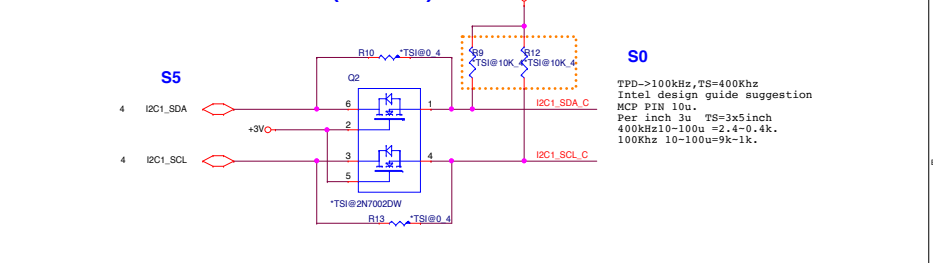 R10
*TSI@0_4
R9
R12
*TSI@10K_4
*TSI@10K_4
S0
S5
Q2
TPD->100kHz,TS=400Khz
Intel design guide suggestion
MCP PIN 10u.
Per inch 3u  TS=3x5inch
400kHz10-100u =2.4-0.4k.
100Khz 10~100u=9k~1k.
4 I2C1_SDA
6
1
I2C1_SDA_C
+3V
2
4 I2C1_SCL
3
4
I2C1_SCL_C
5
*TSI@2N7002DW
R13
*TSI@0_4